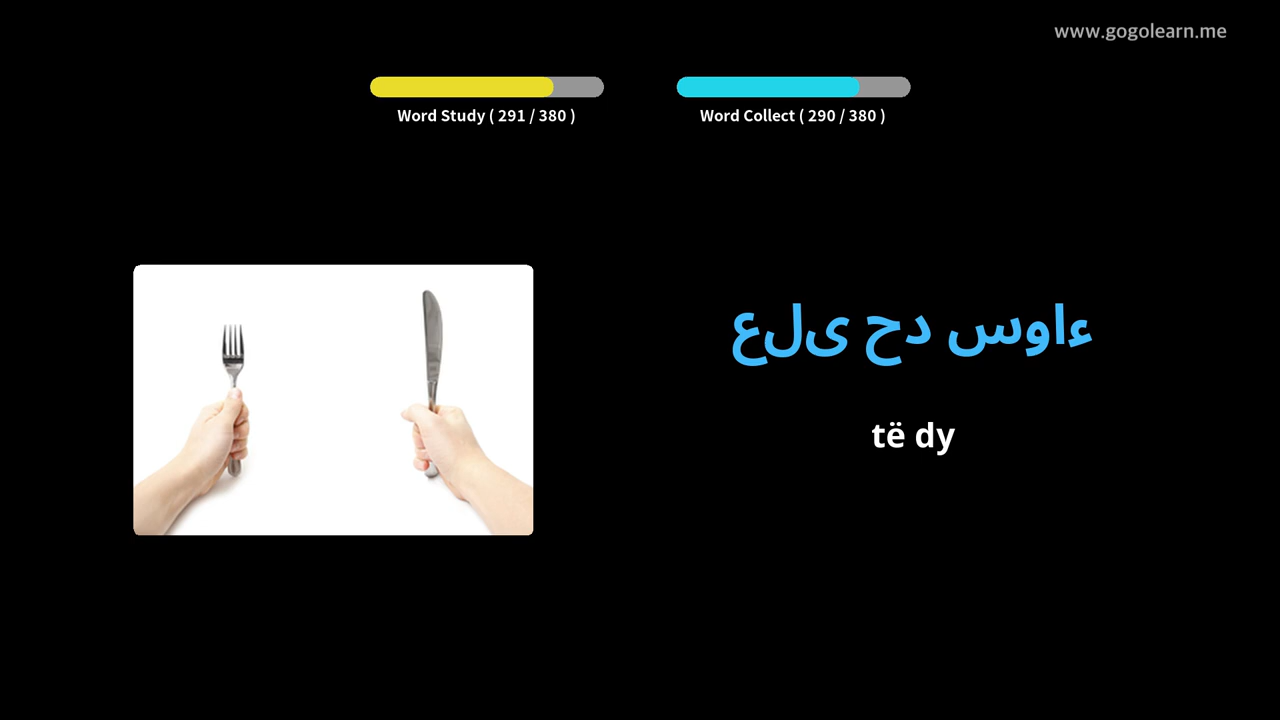 www.gogolearn.me
Word Study ( 291 / 380 )
Word Collect ( 290 / 380 )
على حد سواء
të dy